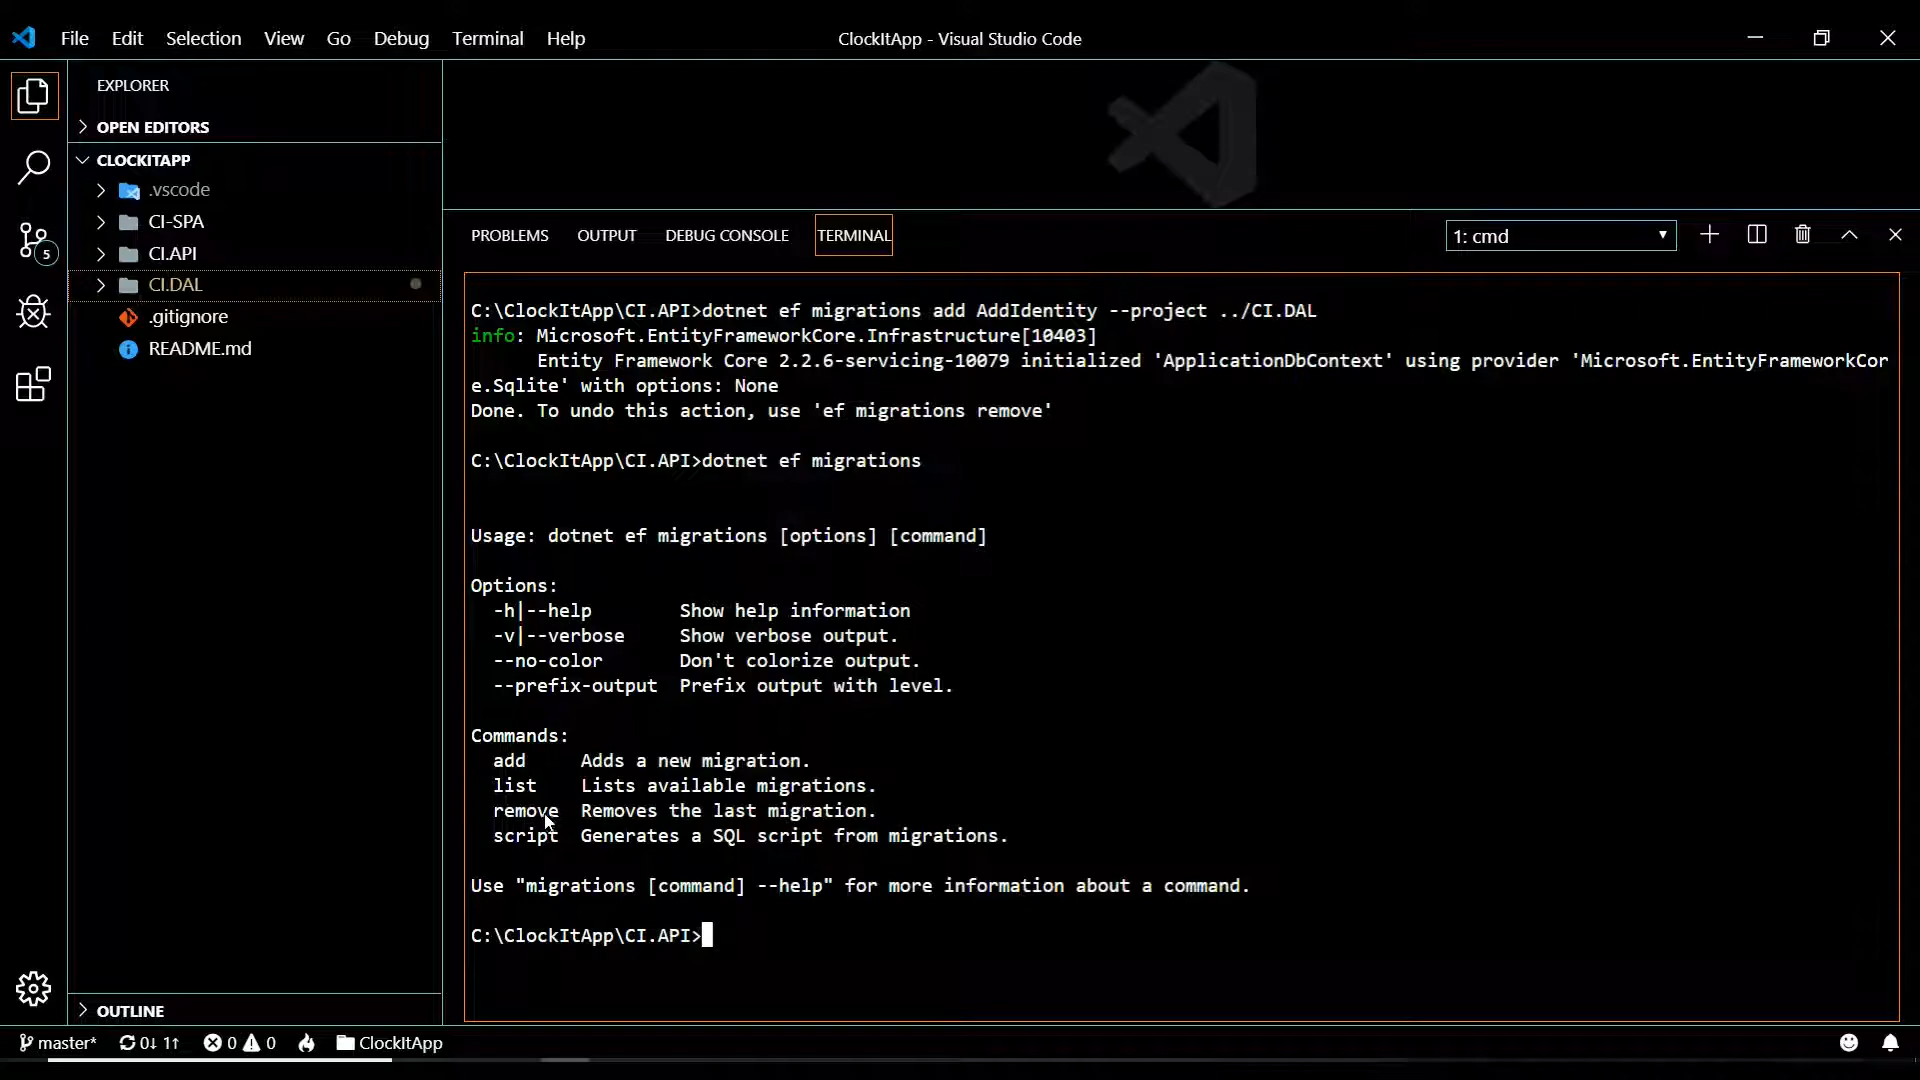 File Edit Selection View Go Debug Terminal Help
ClockItApp - Visual Studio Code
EXPLORER
OPEN EDITORS
CLOCKITAPP
.vscode
CI-SPA
CI.API
CI.DAL
.gitignore
README.md
5
OUTLINE
PROBLEMS OUTPUT DEBUG CONSOLE TERMINAL
1: cmd
C:\ClockItApp\CI.API>dotnet ef migrations add AddIdentity --project ../CI.DAL
info: Microsoft.EntityFrameworkCore.Infrastructure[10403]
Entity Framework Core 2.2.6-servicing-10079 initialized 'ApplicationDbContext' using provider 'Microsoft.EntityFrameworkCor
e.Sqlite' with options: None
Done. To undo this action, use 'ef migrations remove'
C:\ClockItApp\CI.API>dotnet ef migrations
Usage: dotnet ef migrations [options] [command]
Options:
-h|--help Show help information
-v|--verbose Show verbose output.
--no-color Don't colorize output.
--prefix-output Prefix output with level.
Commands:
add Adds a new migration.
list Lists available migrations.
remove Removes the last migration.
script Generates a SQL script from migrations.
Use "migrations [command] --help" for more information about a command.
C:\ClockItApp\CI.API>
master* 0↓ 1↑ 0 0 ClockItApp